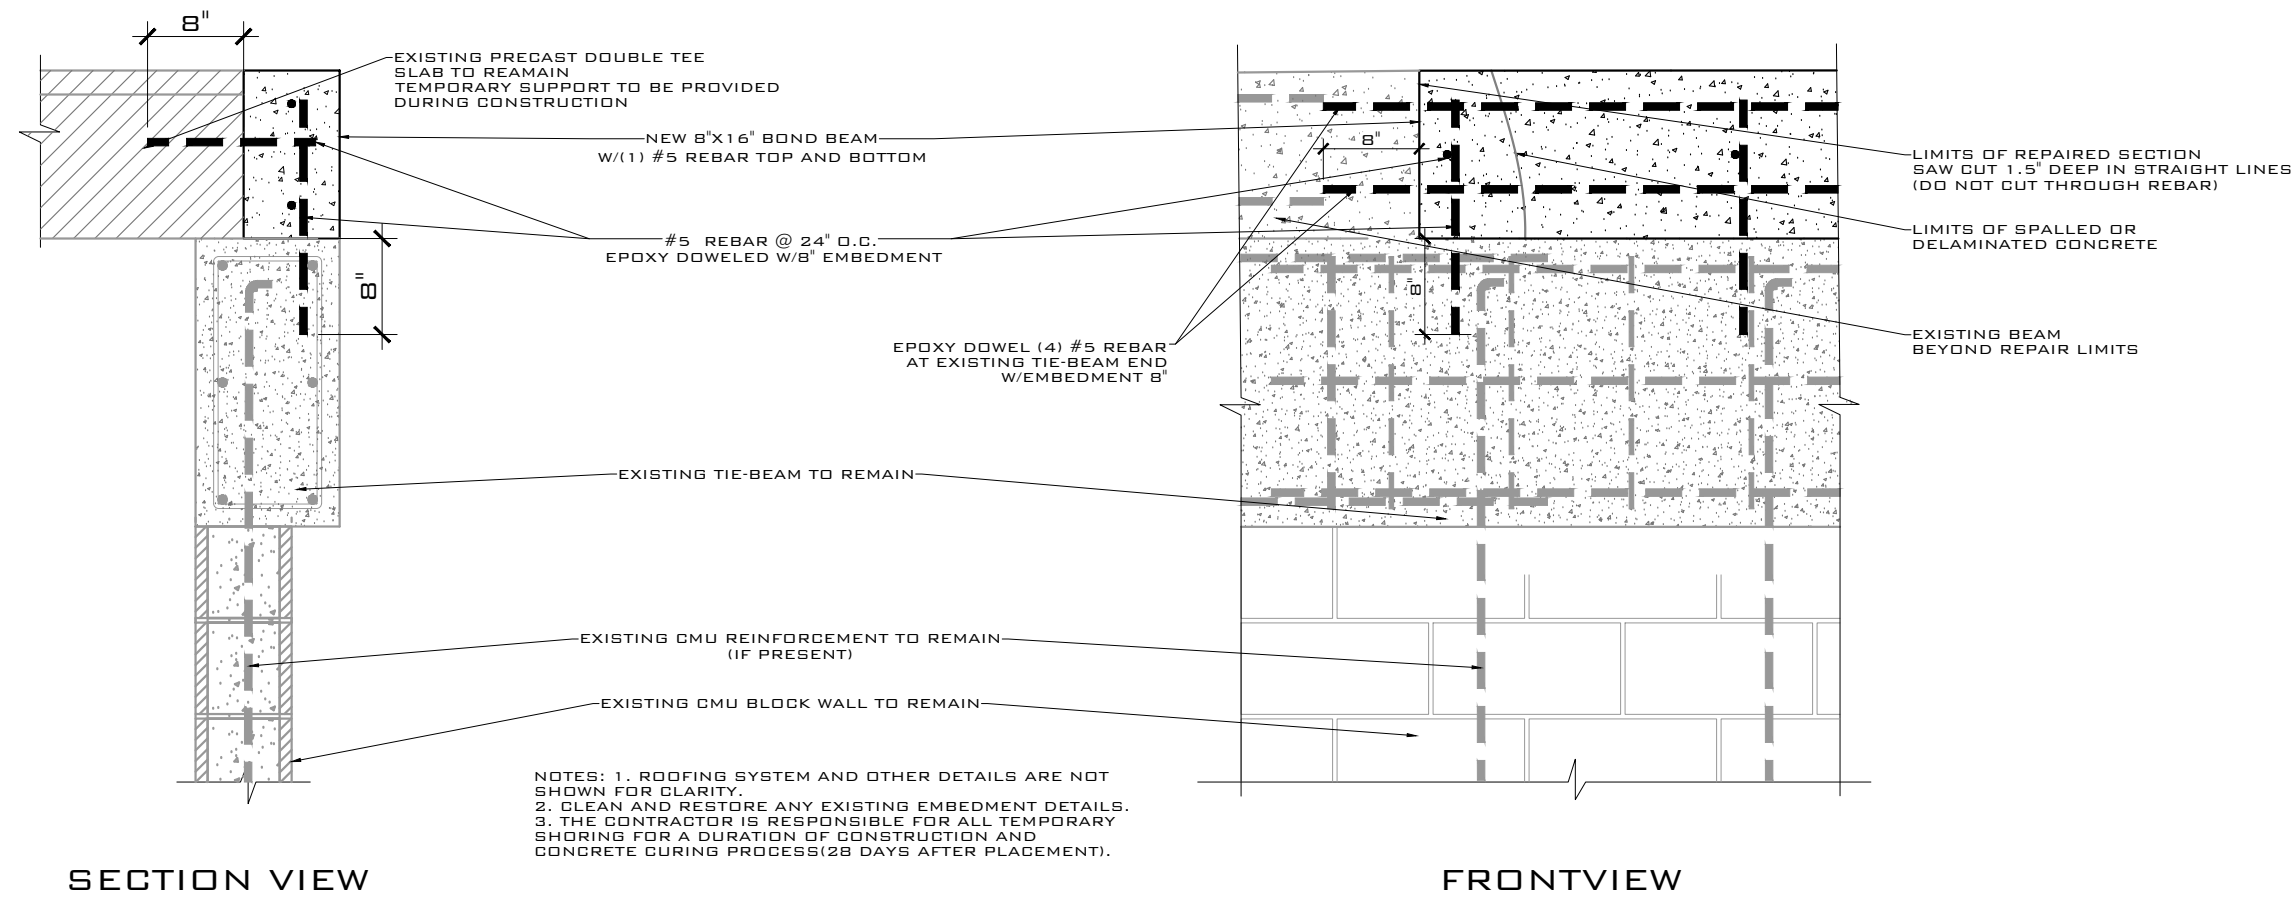 8"
EXISTING PRECAST DOUBLE TEE
SLAB TO REAMAIN
TEMPORARY SUPPORT TO BE PROVIDED
DURING CONSTRUCTION
NEW 8"X16" BOND BEAM
W/(1) #5 REBAR TOP AND BOTTOM
#5 REBAR @ 24" O.C.
EPOXY DOWELED W/8" EMBEDMENT
8"
EXISTING TIE-BEAM TO REMAIN
EXISTING CMU REINFORCEMENT TO REMAIN
(IF PRESENT)
EXISTING CMU BLOCK WALL TO REMAIN
NOTES: 1. ROOFING SYSTEM AND OTHER DETAILS ARE NOT
SHOWN FOR CLARITY.
2. CLEAN AND RESTORE ANY EXISTING EMBEDMENT DETAILS.
3. THE CONTRACTOR IS RESPONSIBLE FOR ALL TEMPORARY
SHORING FOR A DURATION OF CONSTRUCTION AND
CONCRETE CURING PROCESS(28 DAYS AFTER PLACEMENT).
SECTION VIEW
8"
8"
EPOXY DOWEL (4) #5 REBAR
AT EXISTING TIE-BEAM END
W/EMBEDMENT 8"
LIMITS OF REPAIRED SECTION
SAW CUT 1.5" DEEP IN STRAIGHT LINES
(DO NOT CUT THROUGH REBAR)
LIMITS OF SPALLED OR
DELAMINATED CONCRETE
EXISTING BEAM
BEYOND REPAIR LIMITS
FRONTVIEW